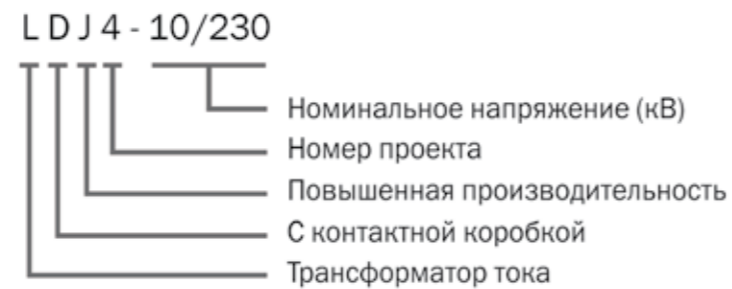 LDJ4-10/230
Номинальное напряжение (кВ)
Номер проекта
Повышенная производительность
С контактной коробкой
Трансформатор тока